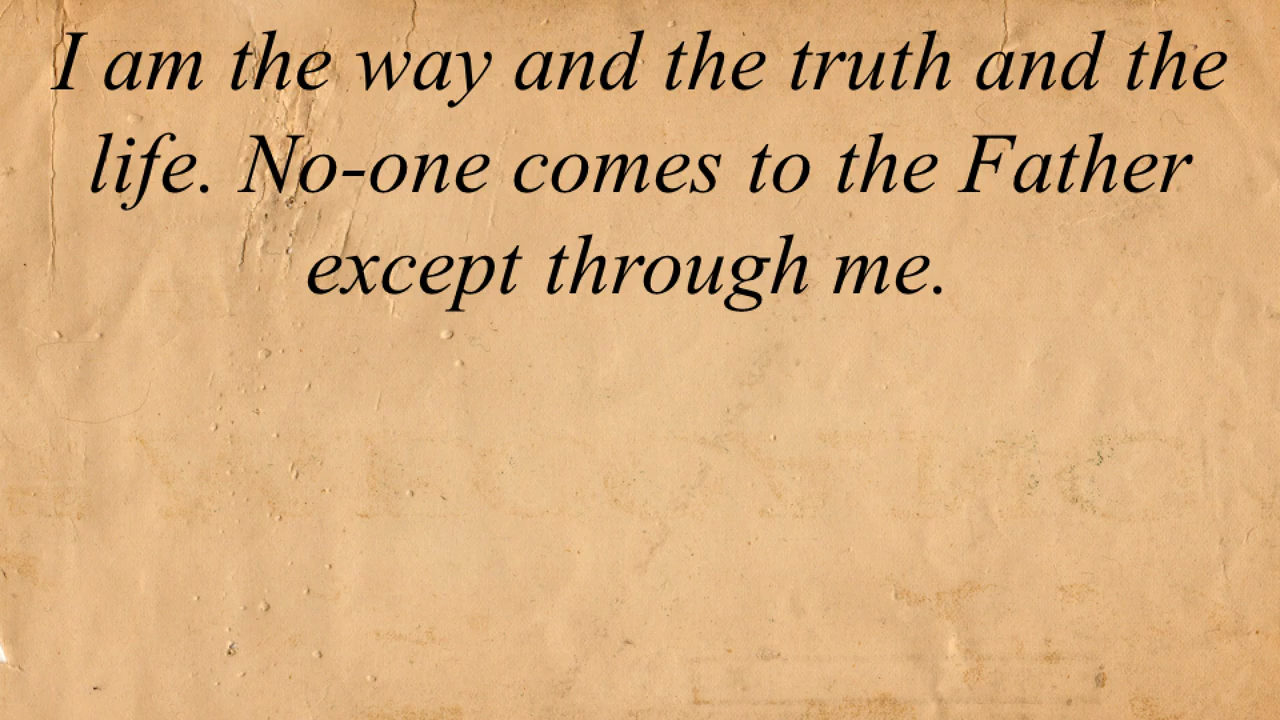 I am the way and the truth and the
life. No-one comes to the Father
except through me.